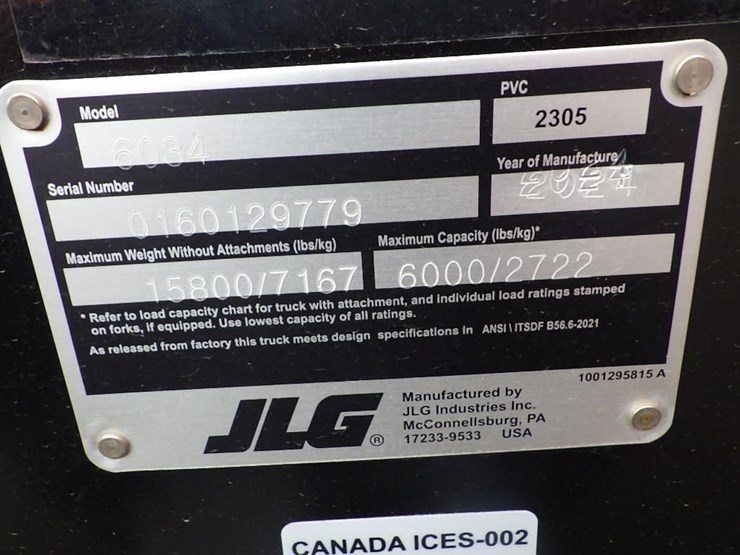 Model
6034
PVC
2305
Serial Number
0160129779
Year of Manufacture
2024
Maximum Weight Without Attachments (lbs/kg)
15800/7167
Maximum Capacity (lbs/kg)*
6000/2722
* Refer to load capacity chart for truck with attachment, and individual load ratings stamped
on forks, if equipped. Use lowest capacity of all ratings.
As released from factory this truck meets design specifications in ANSI \ ITSDF B56.6-2021
1001295815 A
JLG®
Manufactured by
JLG Industries Inc.
McConnellsburg, PA
17233-9533 USA
CANADA ICES-002